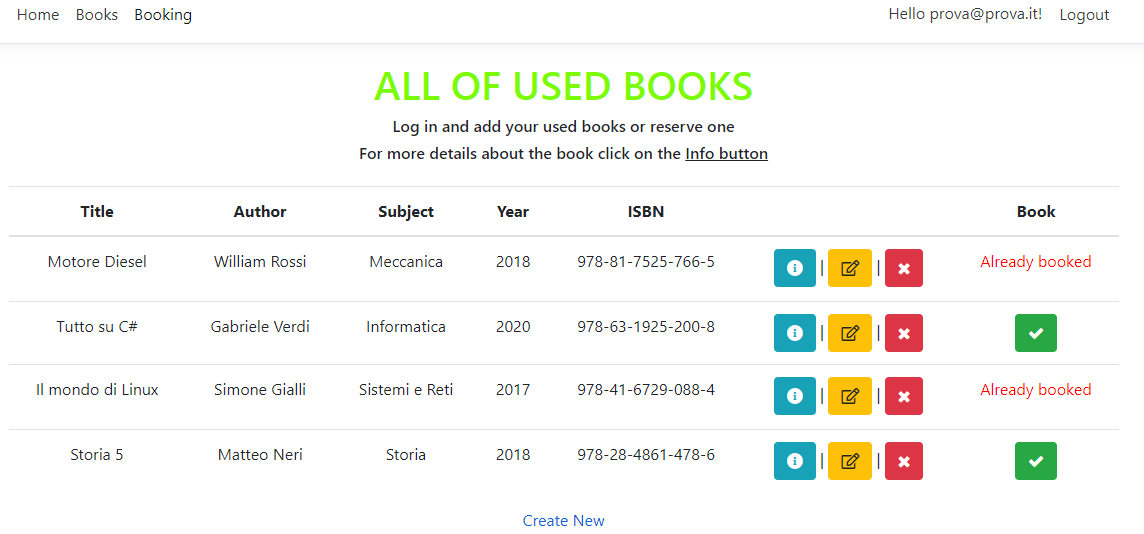 Home Books Booking Hello prova@prova.it! Logout
ALL OF USED BOOKS
Log in and add your used books or reserve one
For more details about the book click on the Info button
Title Author Subject Year ISBN Book
Motore Diesel William Rossi Meccanica 2018 978-81-7525-766-5 | | Already booked
Tutto su C# Gabriele Verdi Informatica 2020 978-63-1925-200-8 | |
Il mondo di Linux Simone Gialli Sistemi e Reti 2017 978-41-6729-088-4 | | Already booked
Storia 5 Matteo Neri Storia 2018 978-28-4861-478-6 | |
Create New